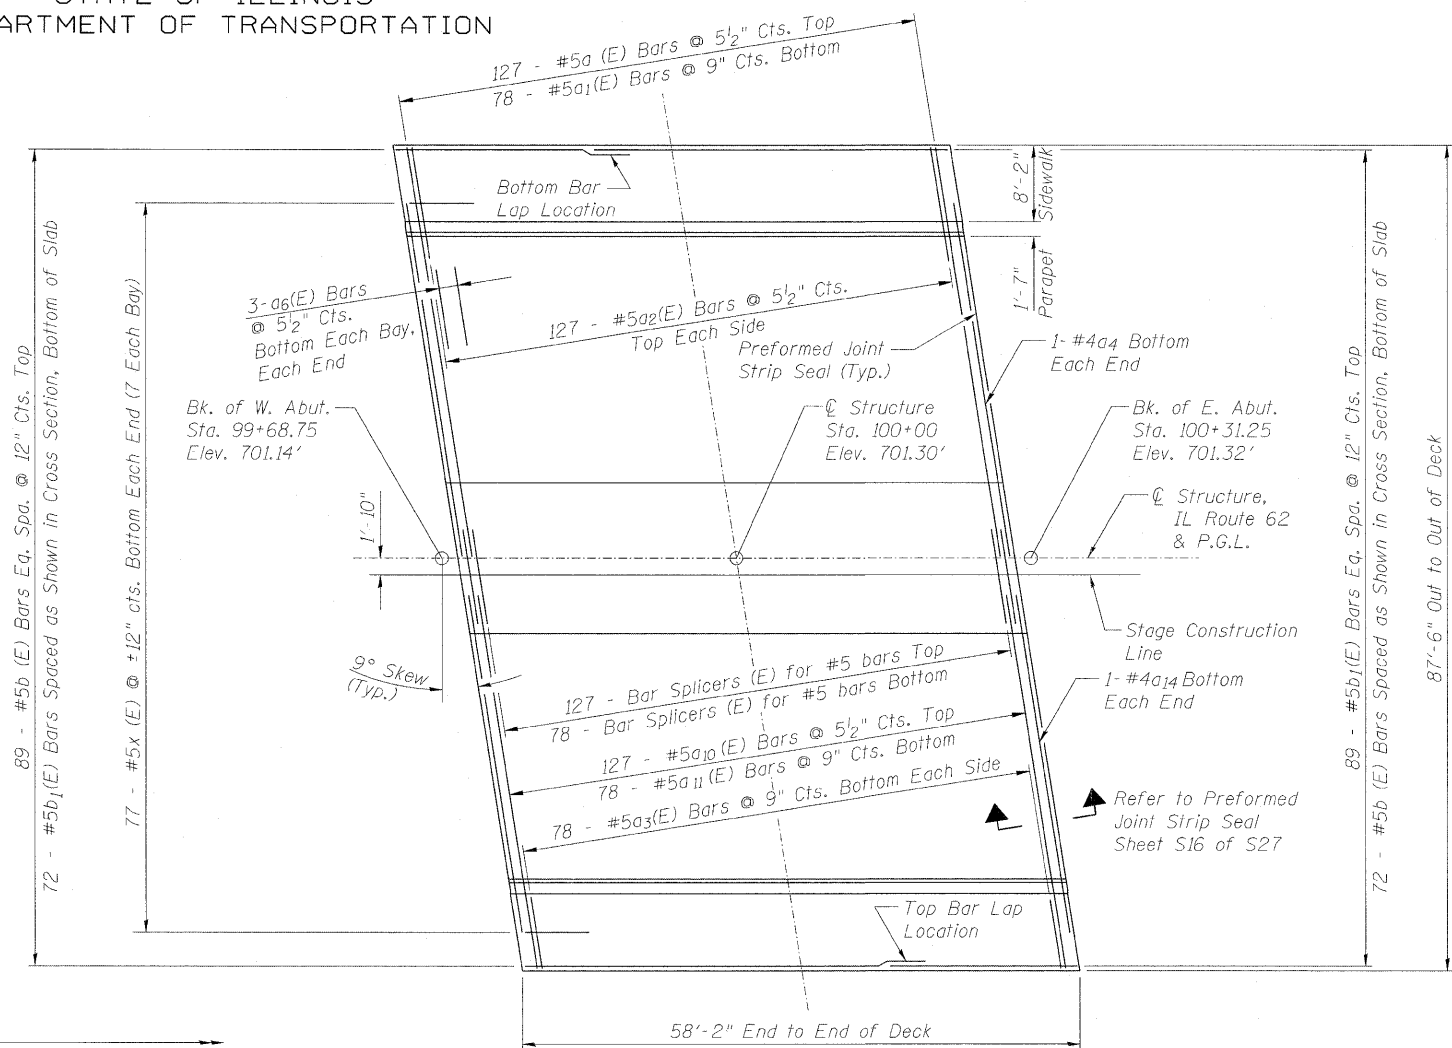 STATE OF ILLINOIS
ARTMENT OF TRANSPORTATION
127 - #5a (E) Bars @ 5½" Cts. Top
78 - #5a1(E) Bars @ 9" Cts. Bottom
Bottom Bar
Lap Location
8'-2"
Sidewalk
1'-7"
Parapet
3-a6(E) Bars
@ 5½" Cts.
Bottom Each Bay,
Each End
127 - #5a2(E) Bars @ 5½" Cts.
Top Each Side
Preformed Joint
Strip Seal (Typ.)
1- #4a4 Bottom
Each End
Bk. of W. Abut.
Sta. 99+68.75
Elev. 701.14'
℄ Structure
Sta. 100+00
Elev. 701.30'
Bk. of E. Abut.
Sta. 100+31.25
Elev. 701.32'
℄ Structure,
IL Route 62
& P.G.L.
1'-10"
Stage Construction
Line
9° Skew
(Typ.)
127 - Bar Splicers (E) for #5 bars Top
78 - Bar Splicers (E) for #5 bars Bottom
1- #4a14 Bottom
Each End
127 - #5a10(E) Bars @ 5½" Cts. Top
78 - #5a11(E) Bars @ 9" Cts. Bottom
78 - #5a3(E) Bars @ 9" Cts. Bottom Each Side
Refer to Preformed
Joint Strip Seal
Sheet S16 of S27
Top Bar Lap
Location
58'-2" End to End of Deck
89 - #5b (E) Bars Eq. Spa. @ 12" Cts. Top
72 - #5b1(E) Bars Spaced as Shown in Cross Section, Bottom of Slab
77 - #5x (E) @ ±12" cts. Bottom Each End (7 Each Bay)
89 - #5b1(E) Bars Eq. Spa. @ 12" Cts. Top
72 - #5b (E) Bars Spaced as Shown in Cross Section, Bottom of Slab
87'-6" Out to Out of Deck